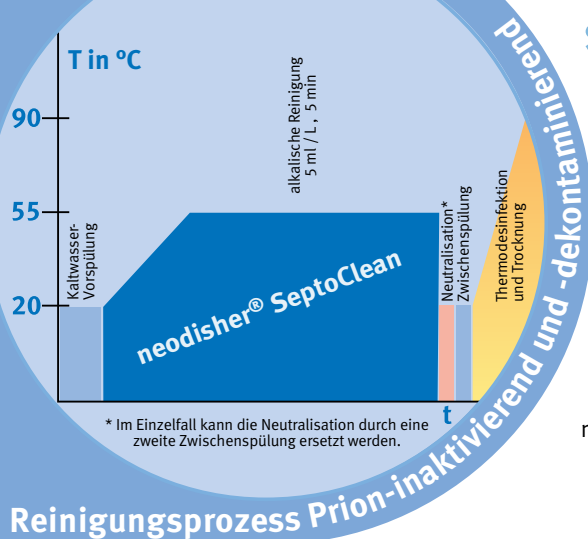 T in °C
90
55
20
Kaltwasser-
Vorspülung
alkalische Reinigung
5 ml / L , 5 min
neodisher® SeptoClean
Neutralisation*
Zwischenspülung
Thermodesinfektion
und Trocknung
t
* Im Einzelfall kann die Neutralisation durch eine
zweite Zwischenspülung ersetzt werden.
Reinigungsprozess Prion-inaktivierend und -dekontaminierend